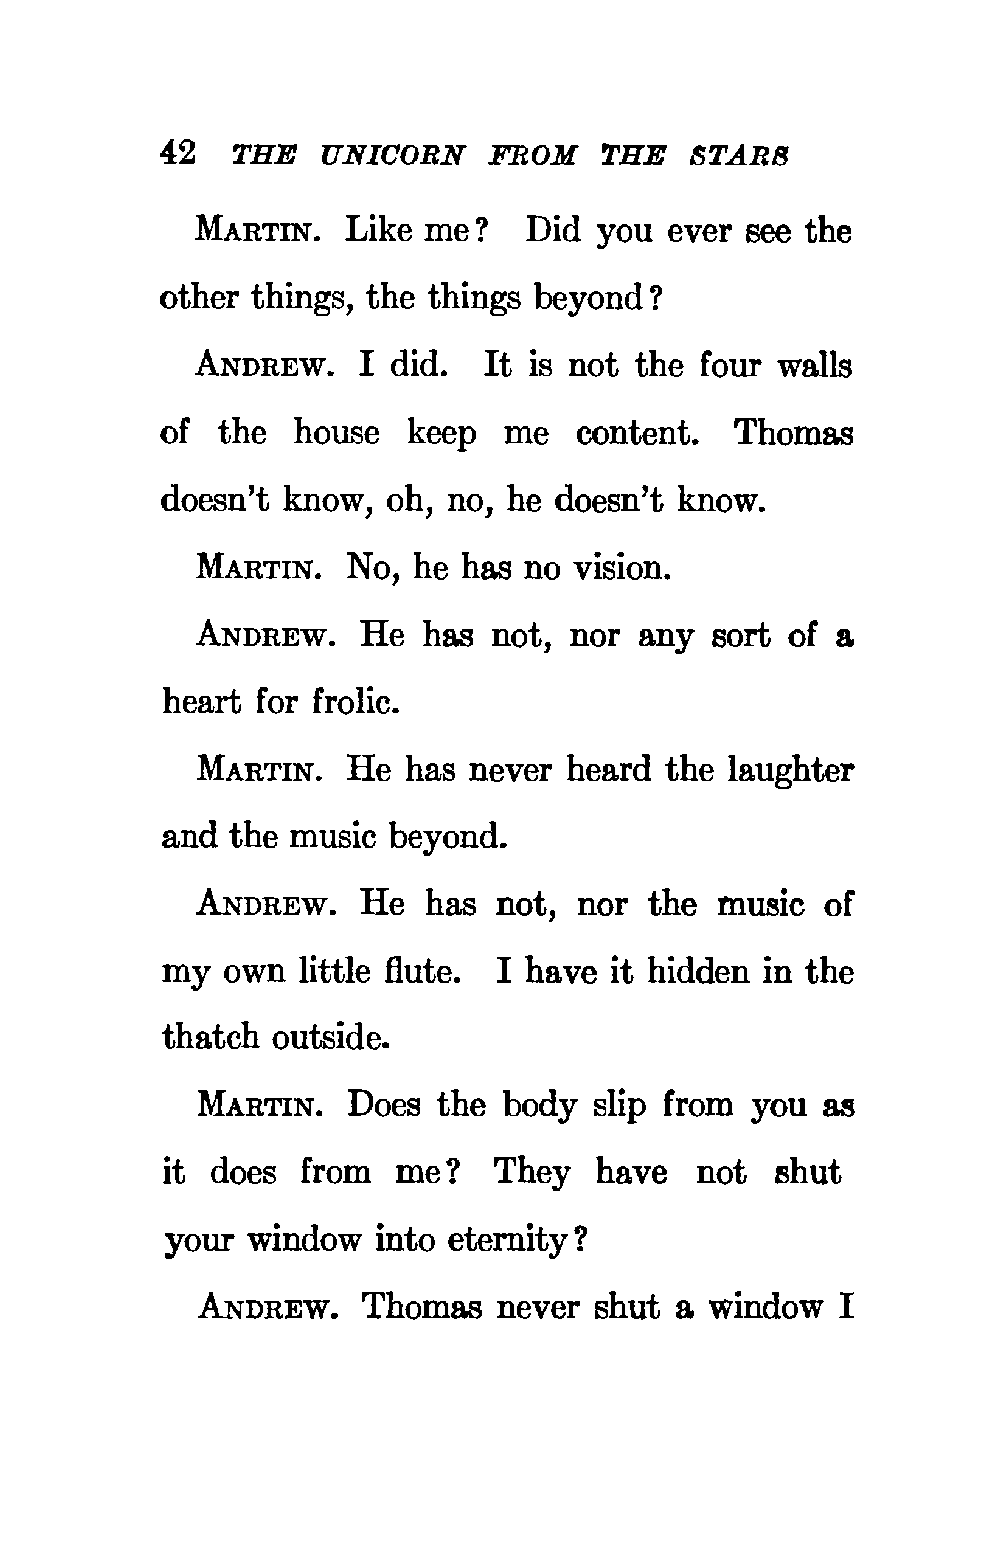 42 THE UNICORN FROM THE STARS
MARTIN. Like me? Did you ever see the
other things, the things beyond?
ANDREW. I did. It is not the four walls
of the house keep me content. Thomas
doesn't know, oh, no, he doesn't know.
MARTIN. No, he has no vision.
ANDREW. He has not, nor any sort of a
heart for frolic.
MARTIN. He has never heard the laughter
and the music beyond.
ANDREW. He has not, nor the music of
my own little flute. I have it hidden in the
thatch outside.
MARTIN. Does the body slip from you as
it does from me? They have not shut
your window into eternity?
ANDREW. Thomas never shut a window I